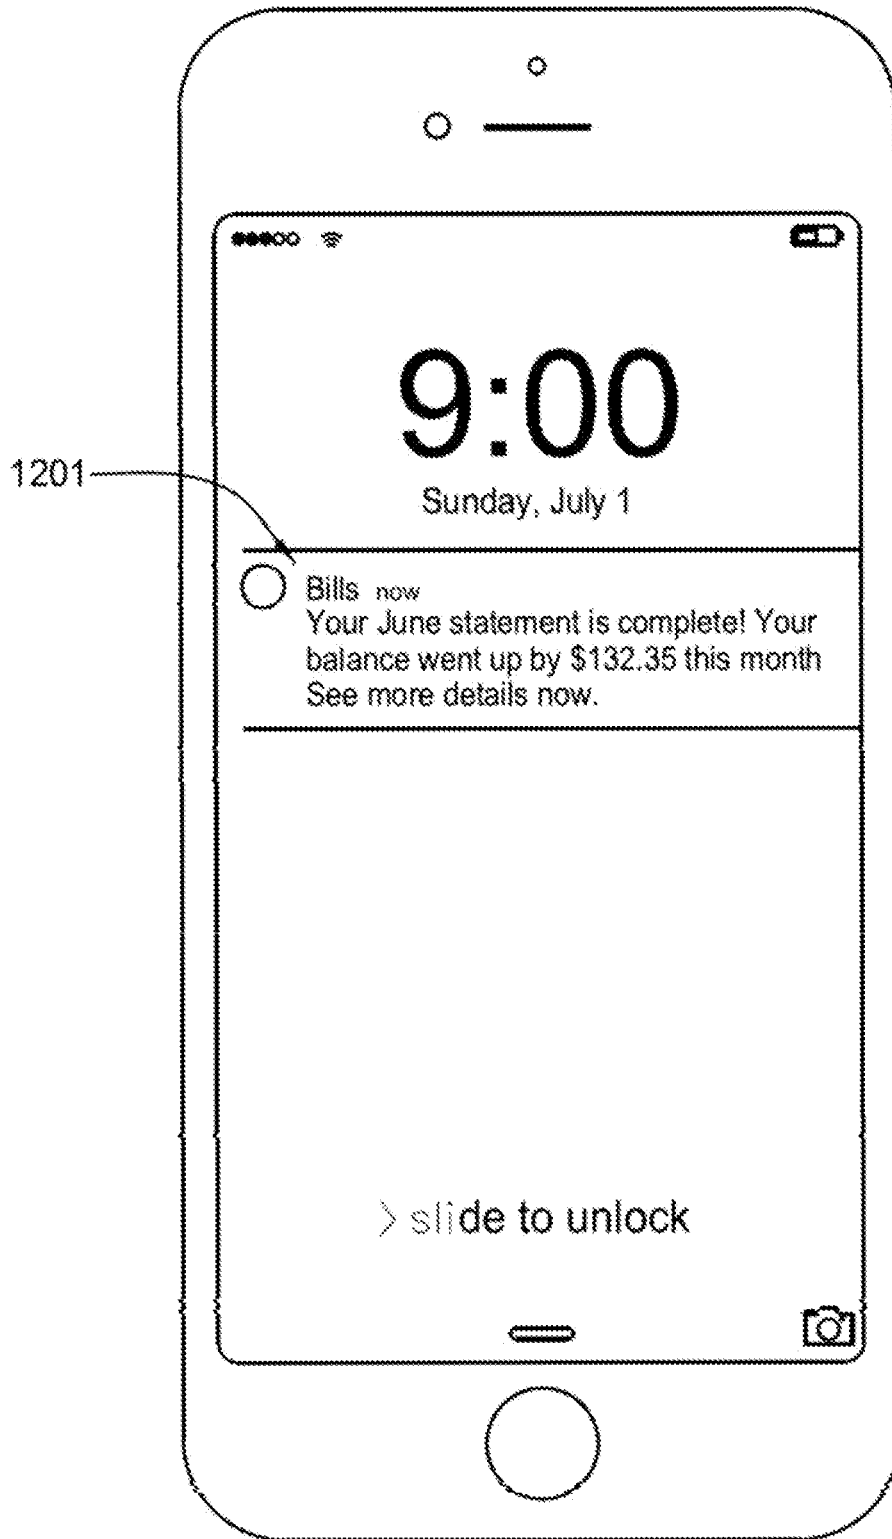 9:00
Sunday, July 1
1201
Bills now
Your June statement is complete! Your
balance went up by $132.35 this month
See more details now.
> slide to unlock